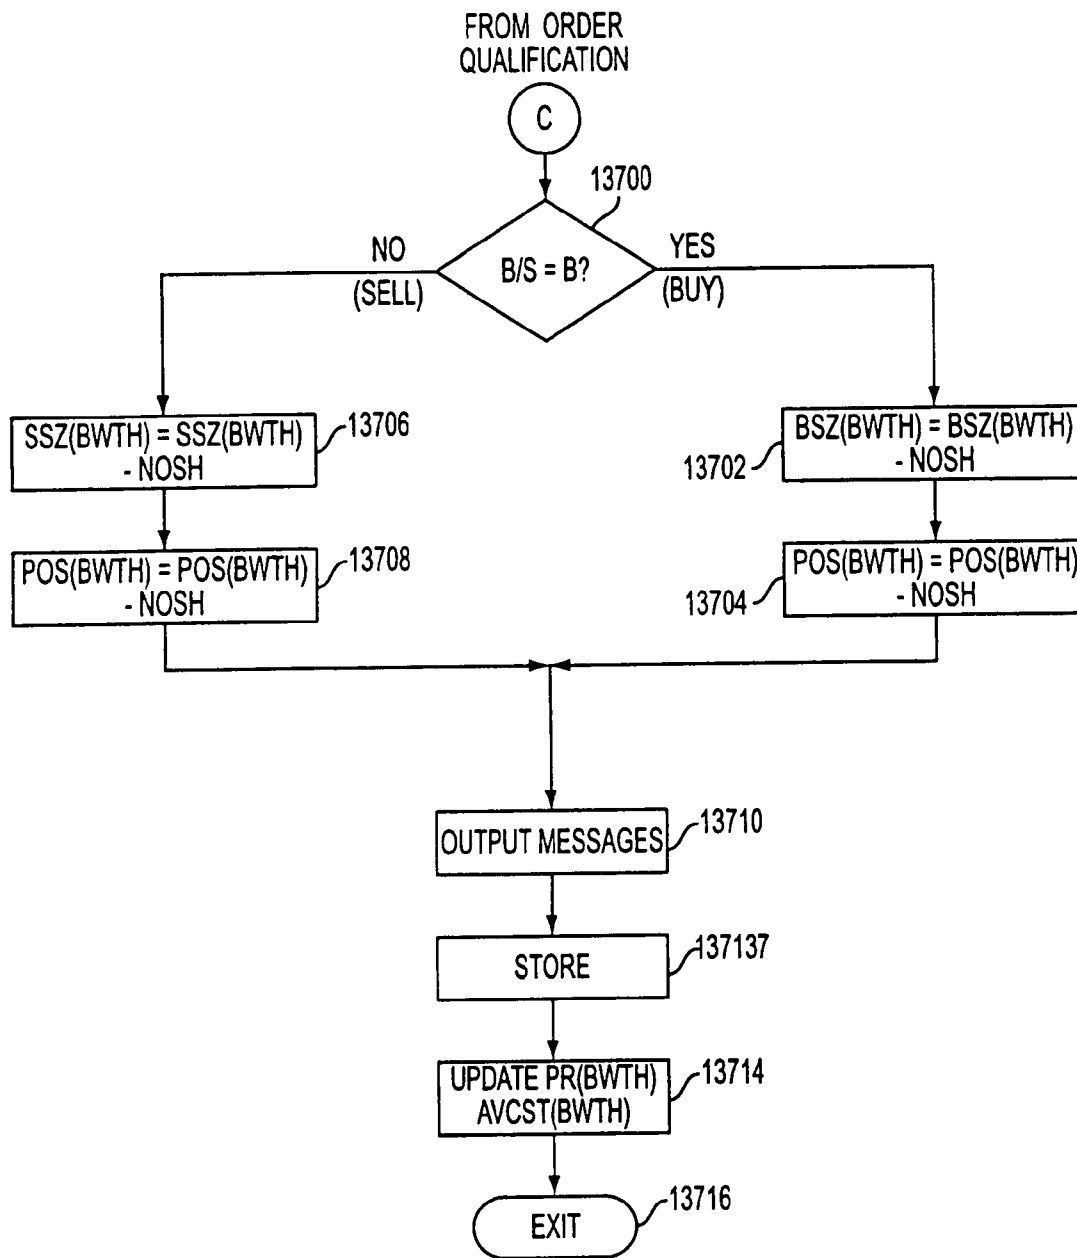 FROM ORDER
QUALIFICATION
C
13700
B/S = B?
NO
(SELL)
YES
(BUY)
SSZ(BWTH) = SSZ(BWTH)
- NOSH
13706
BSZ(BWTH) = BSZ(BWTH)
- NOSH
13702
POS(BWTH) = POS(BWTH)
- NOSH
13708
POS(BWTH) = POS(BWTH)
- NOSH
13704
OUTPUT MESSAGES
13710
STORE
137137
UPDATE PR(BWTH)
AVCST(BWTH)
13714
EXIT
13716